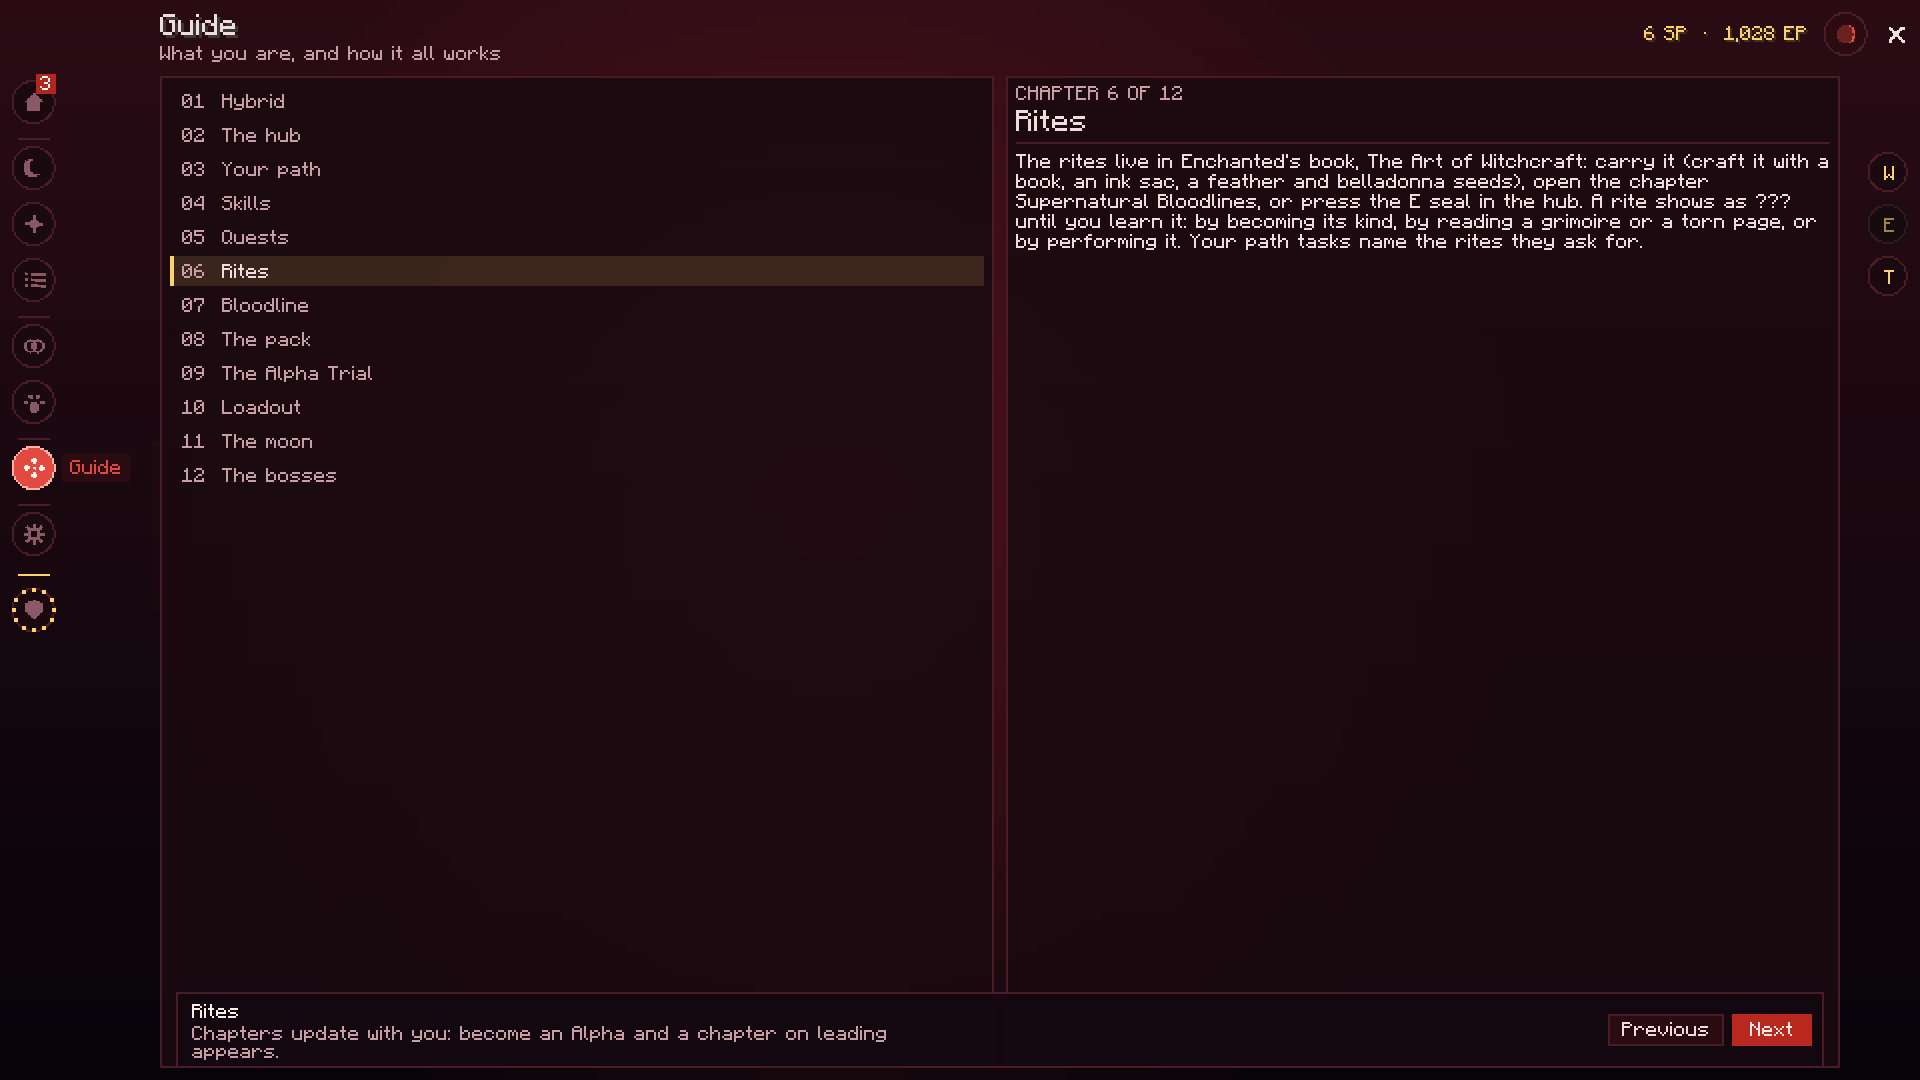 Guide
What you are, and how it all works
6 SP · 1,028 EP
3
01 Hybrid
02 The hub
03 Your path
04 Skills
05 Quests
06 Rites
07 Bloodline
08 The pack
09 The Alpha Trial
10 Loadout
11 The moon
12 The bosses
Guide
CHAPTER 6 OF 12
Rites
The rites live in Enchanted's book, The Art of Witchcraft: carry it (craft it with a
book, an ink sac, a feather and belladonna seeds), open the chapter
Supernatural Bloodlines, or press the E seal in the hub. A rite shows as ???
until you learn it: by becoming its kind, by reading a grimoire or a torn page, or
by performing it. Your path tasks name the rites they ask for.
W
E
T
Rites
Chapters update with you: become an Alpha and a chapter on leading
appears.
Previous
Next